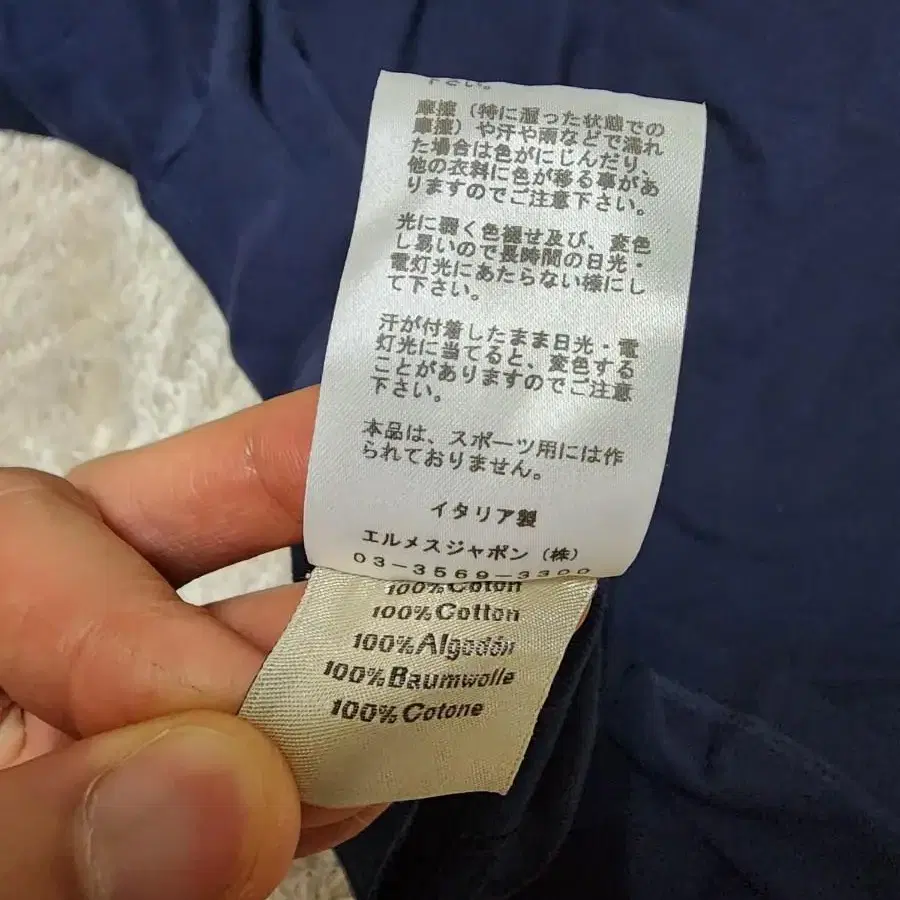 下さい。
摩擦（特に湿った状態での
摩擦）や汗や雨などで濡れ
た場合は色がにじんだり、
他の衣料に色が移る事があ
りますのでご注意下さい。
光に弱く色褪せ及び、変色
し易いので長時間の日光・
電灯光にあたらない様にし
て下さい。
汗が付着したまま日光・電
灯光に当てると、変色する
ことがありますのでご注意
下さい。
本品は、スポーツ用には作
られておりません。
イタリア製
エルメスジャポン（株）
０３－３５６９－３３００
100%Coton
100%Cotton
100%Algodón
100%Baumwolle
100%Cotone